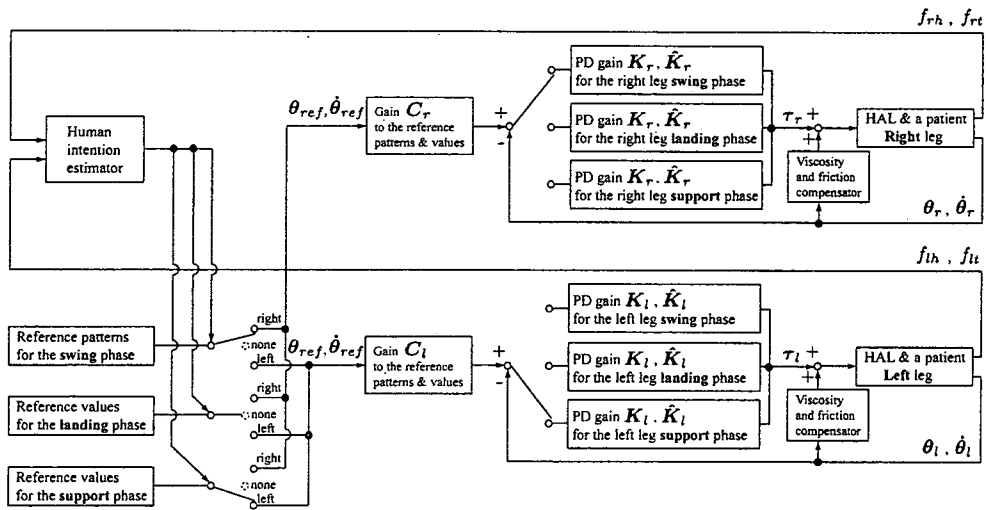 f_rh , f_rt
Human
intention
estimator
θ_ref, θ̇_ref
Gain C_r
to the reference
patterns & values
+
-
PD gain K_r , K̂_r
for the right leg swing phase
PD gain K_r , K̂_r
for the right leg landing phase
PD gain K_r , K̂_r
for the right leg support phase
τ_r +
+
Viscosity
and friction
compensator
HAL & a patient
Right leg
θ_r , θ̇_r
f_lh , f_lt
Reference patterns
for the swing phase
Reference values
for the landing phase
Reference values
for the support phase
right
none
left
right
none
left
right
none
left
θ_ref, θ̇_ref
Gain C_l
to the reference
patterns & values
+
-
PD gain K_l , K̂_l
for the left leg swing phase
PD gain K_l , K̂_l
for the left leg landing phase
PD gain K_l , K̂_l
for the left leg support phase
τ_l +
+
Viscosity
and friction
compensator
HAL & a patient
Left leg
θ_l , θ̇_l